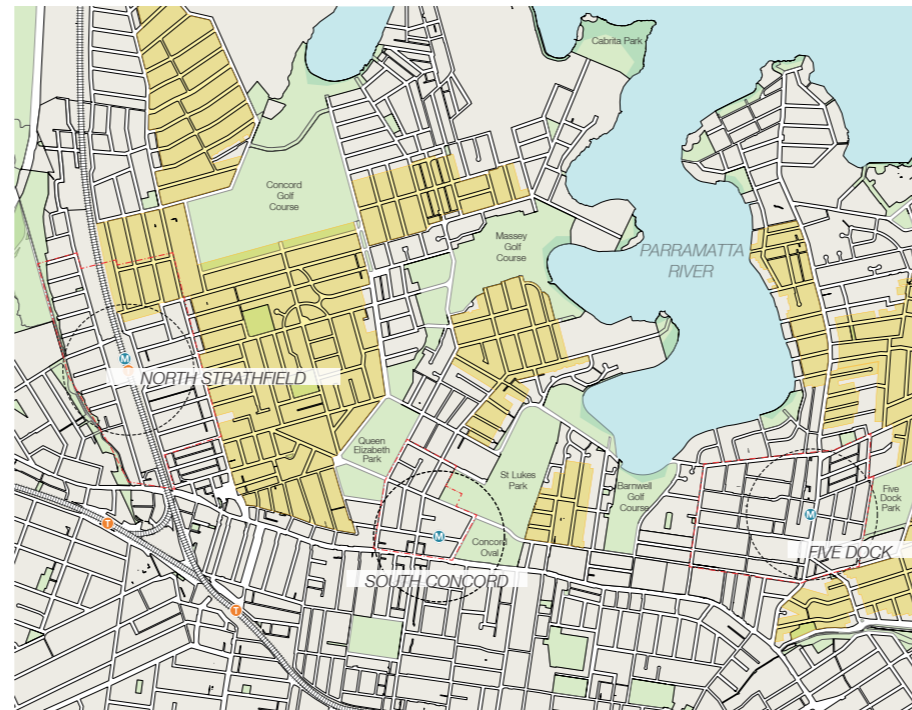 Cabrita Park
Concord
Golf
Course
Massey
Golf
Course
PARRAMATTA
RIVER
M
NORTH STRATHFIELD
Queen
Elizabeth
Park
St Lukes
Park
Barnwell
Golf
Course
Five
Dock
Park
M
M
T
Concord
Oval
FIVE DOCK
SOUTH CONCORD
T